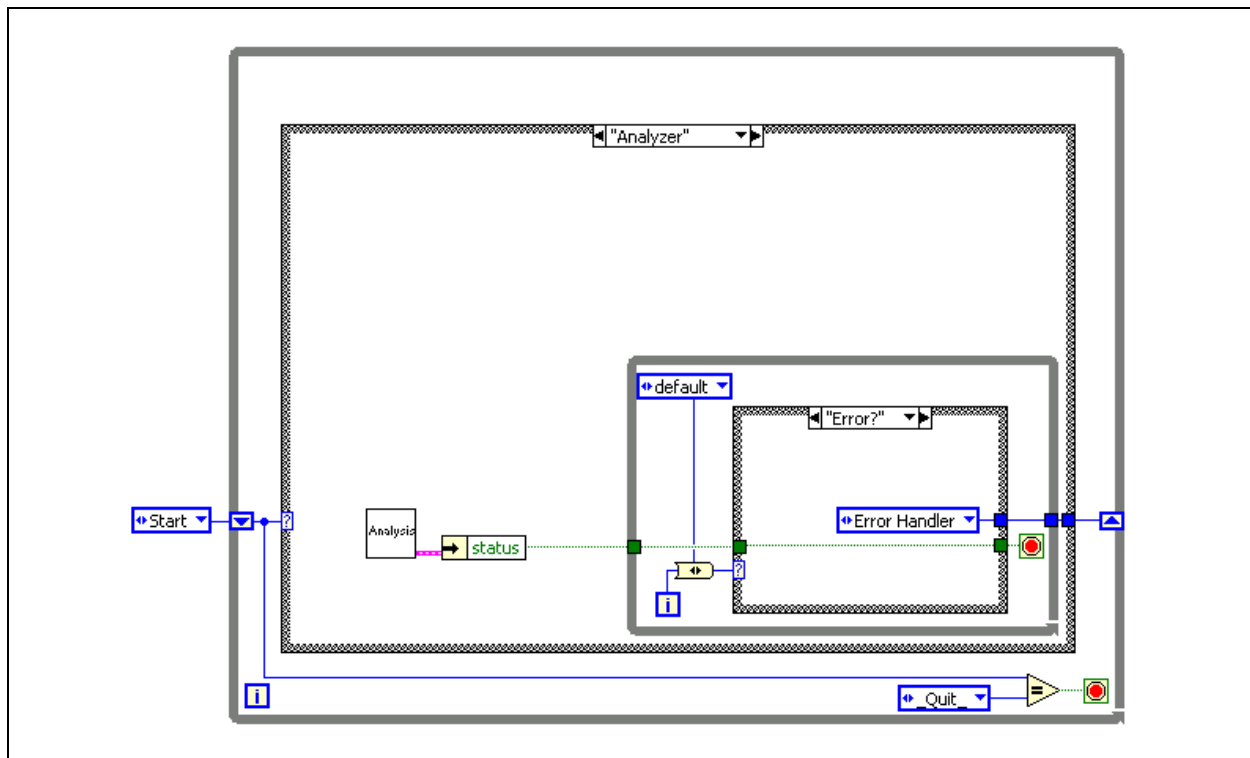 "Analyzer"
default
"Error?"
Start
?
Analysis
status
Error Handler
?
i
i
_Quit_
=